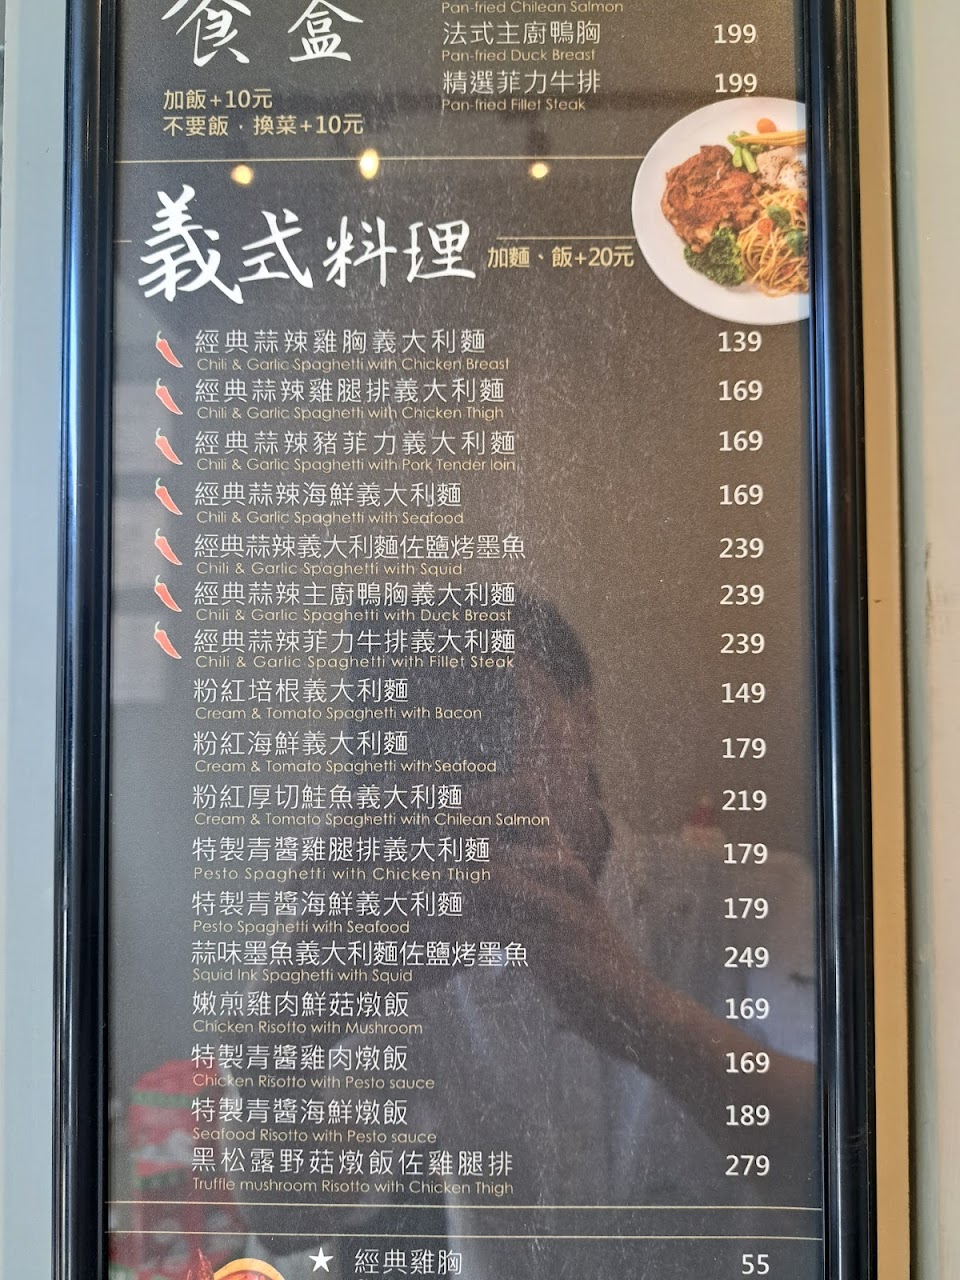 食盒
加飯+10元
不要飯．換菜+10元
Pan-fried Chilean Salmon
法式主廚鴨胸 199
Pan-fried Duck Breast
精選菲力牛排 199
Pan-fried Fillet Steak
義式料理 加麵、飯+20元
經典蒜辣雞胸義大利麵 139
Chili & Garlic Spaghetti with Chicken Breast
經典蒜辣雞腿排義大利麵 169
Chili & Garlic Spaghetti with Chicken Thigh
經典蒜辣豬菲力義大利麵 169
Chili & Garlic Spaghetti with Pork Tender loin
經典蒜辣海鮮義大利麵 169
Chili & Garlic Spaghetti with Seafood
經典蒜辣義大利麵佐鹽烤墨魚 239
Chili & Garlic Spaghetti with Squid
經典蒜辣主廚鴨胸義大利麵 239
Chili & Garlic Spaghetti with Duck Breast
經典蒜辣菲力牛排義大利麵 239
Chili & Garlic Spaghetti with Fillet Steak
粉紅培根義大利麵 149
Cream & Tomato Spaghetti with Bacon
粉紅海鮮義大利麵 179
Cream & Tomato Spaghetti with Seafood
粉紅厚切鮭魚義大利麵 219
Cream & Tomato Spaghetti with Chilean Salmon
特製青醬雞腿排義大利麵 179
Pesto Spaghetti with Chicken Thigh
特製青醬海鮮義大利麵 179
Pesto Spaghetti with Seafood
蒜味墨魚義大利麵佐鹽烤墨魚 249
Squid Ink Spaghetti with Squid
嫩煎雞肉鮮菇燉飯 169
Chicken Risotto with Mushroom
特製青醬雞肉燉飯 169
Chicken Risotto with Pesto sauce
特製青醬海鮮燉飯 189
Seafood Risotto with Pesto sauce
黑松露野菇燉飯佐雞腿排 279
Truffle mushroom Risotto with Chicken Thigh
★ 經典雞胸 55